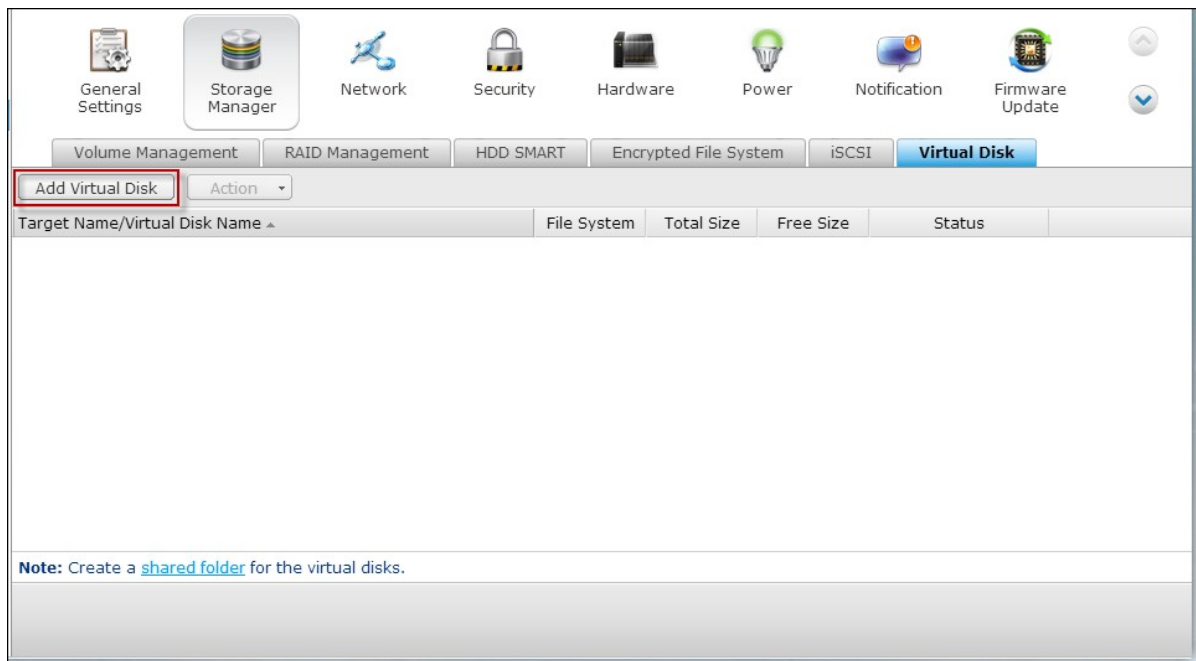 General Settings
Storage Manager
Network
Security
Hardware
Power
Notification
Firmware Update
Volume Management
RAID Management
HDD SMART
Encrypted File System
iSCSI
Virtual Disk
Add Virtual Disk
Action
Target Name/Virtual Disk Name
File System
Total Size
Free Size
Status
Note: Create a shared folder for the virtual disks.